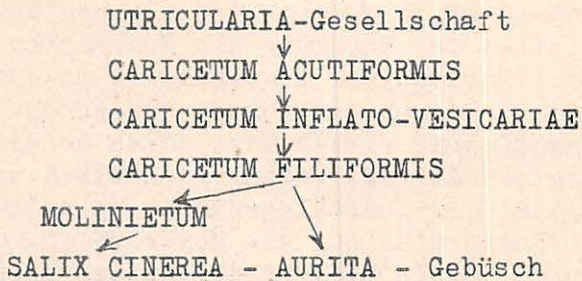 UTRICULARIA-Gesellschaft
CARICETUM ACUTIFORMIS
CARICETUM INFLATO-VESICARIAE
CARICETUM FILIFORMIS
MOLINIETUM
SALIX CINEREA - AURITA - Gebüsch